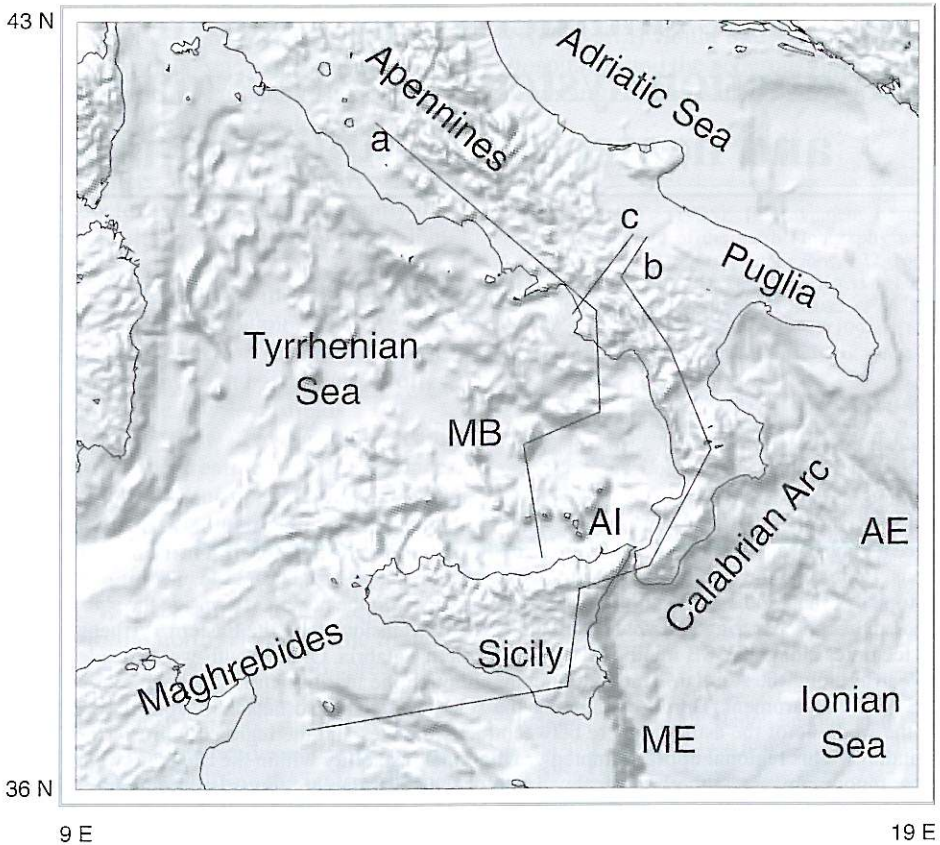 43 N
Adriatic Sea
Apennines
a
c
b
Puglia
Tyrrhenian
Sea
MB
AI
Calabrian Arc
AE
Sicily
Maghrebides
Ionian
Sea
ME
36 N
9 E
19 E